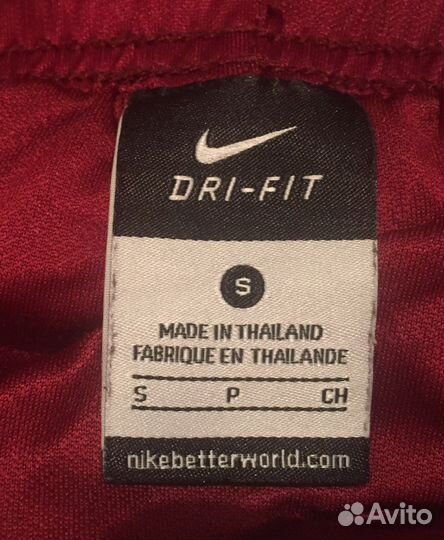 DRI-FIT
S
MADE IN THAILAND
FABRIQUE EN THAILANDE
S P CH
nikebetterworld.com
Avito